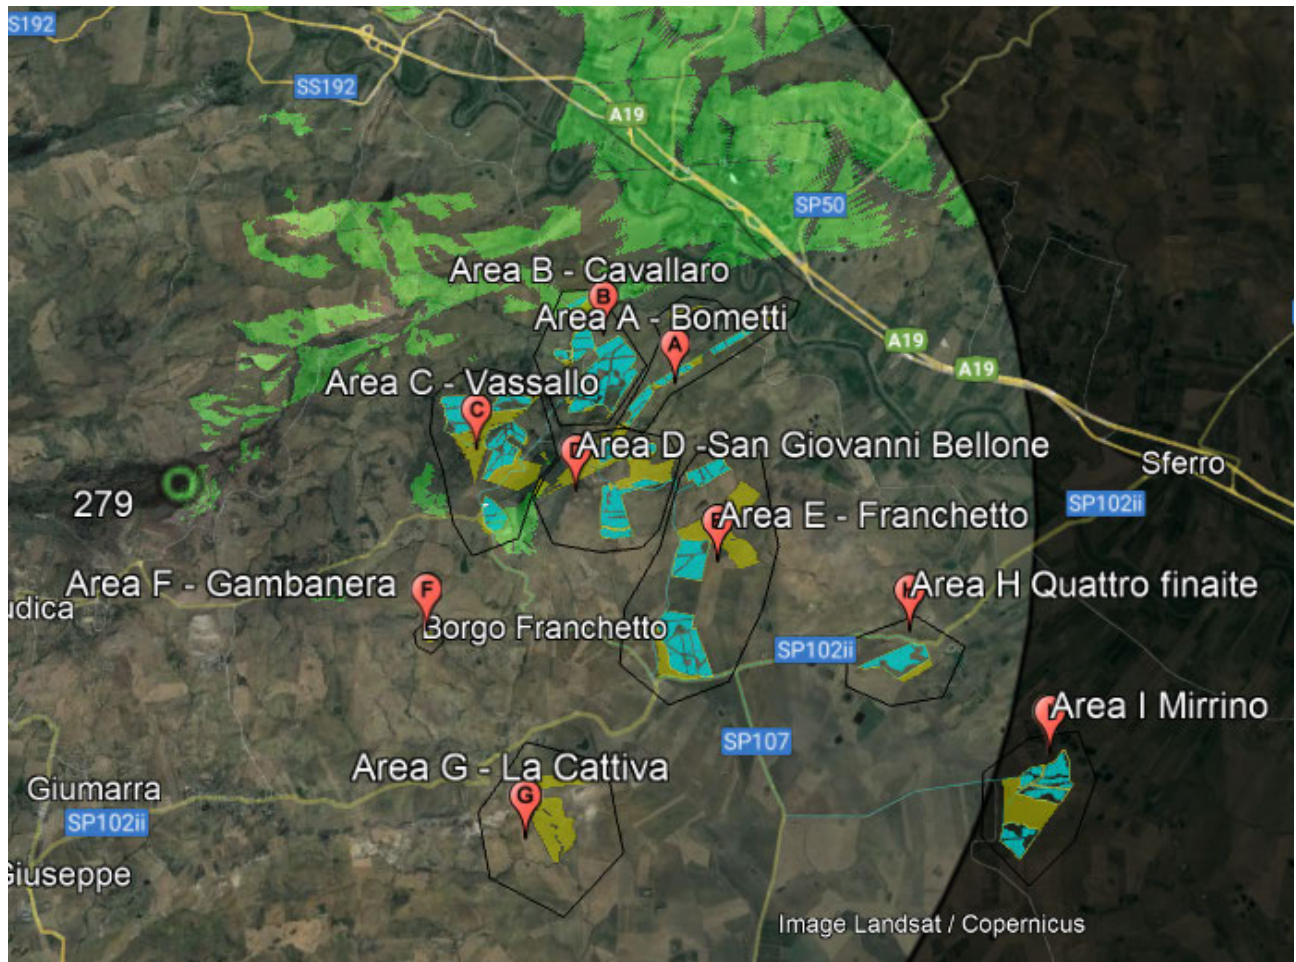 SS192
SS192
A19
SP50
Area B - Cavallaro
B
Area A - Bometti
A
A19
A19
Area C - Vassallo
C
Area D -San Giovanni Bellone
Sferro
279
SP102ii
Area E - Franchetto
Area F - Gambanera
F
Area H Quattro finaite
H
udica
Borgo Franchetto
SP102ii
Area I Mirrino
SP107
Area G - La Cattiva
G
Giumarra
SP102ii
Giuseppe
Image Landsat / Copernicus